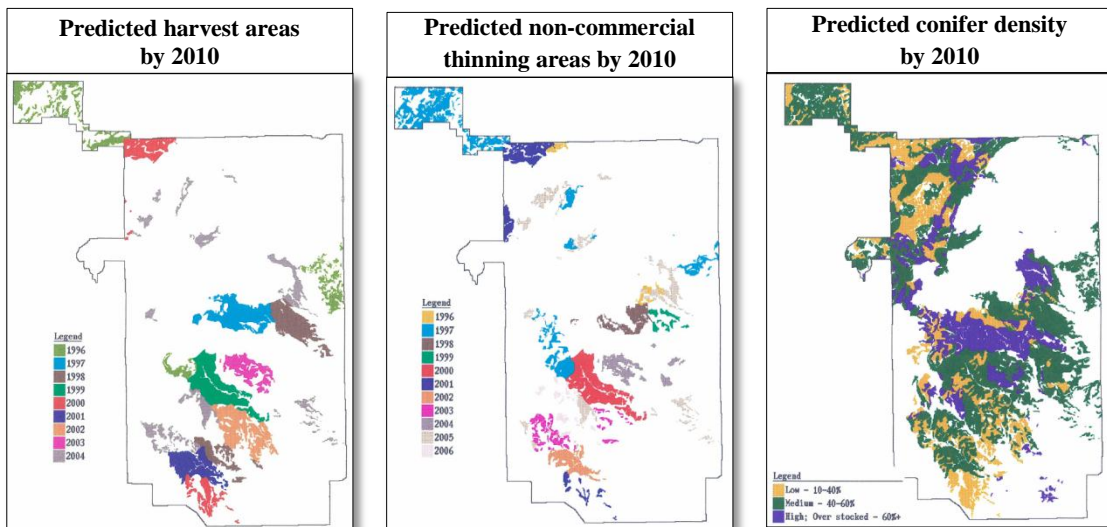 Predicted harvest areas
by 2010
Legend
1996
1997
1998
1999
2000
2001
2002
2003
2004
Predicted non-commercial
thinning areas by 2010
Legend
1996
1997
1998
1999
2000
2001
2002
2003
2004
2005
2006
Predicted conifer density
by 2010
Legend
Low - 10-40%
Medium - 40-60%
High; Over stocked - 60%+